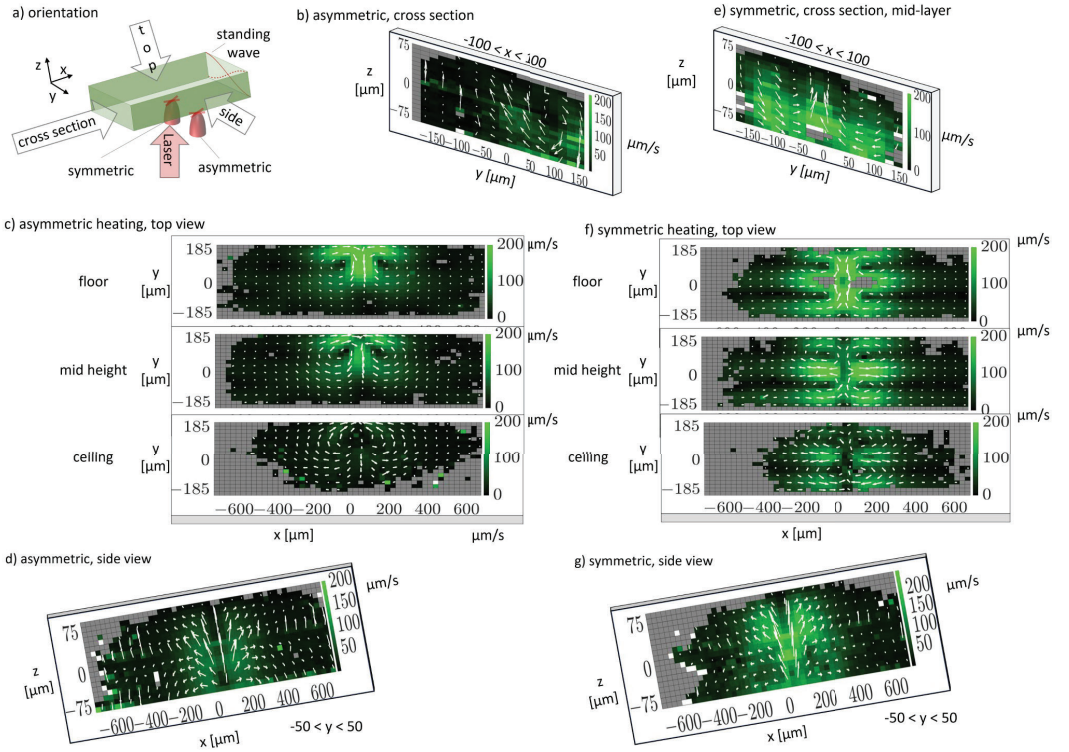 a) orientation
top
standing
wave
z
x
y
cross section
side
symmetric
Laser
asymmetric
b) asymmetric, cross section
-100 < x < 100
75
0
-75
z
[µm]
200
150
100
50
µm/s
−150
−100
−50
0
50
100
150
y [µm]
e) symmetric, cross section, mid-layer
-100 < x < 100
75
0
-75
z
[µm]
200
100
0
µm/s
−150
−100
−50
0
50
100
150
y [µm]
c) asymmetric heating, top view
µm/s
floor
y
[µm]
185
0
−185
200
100
0
mid height
y
[µm]
185
0
−185
200
100
0
ceiling
y
[µm]
185
0
−185
200
100
0
−600 −400 −200 0 200 400 600
x [µm]
µm/s
f) symmetric heating, top view
µm/s
floor
y
[µm]
185
0
−185
200
100
0
µm/s
mid height
y
[µm]
185
0
−185
200
100
0
µm/s
ceiling
y
[µm]
185
0
−185
200
100
0
−600 −400 −200 0 200 400 600
x [µm]
d) asymmetric, side view
µm/s
75
0
−75
z
[µm]
200
150
100
50
−600 −400 −200 0 200 400 600
x [µm]
-50 < y < 50
g) symmetric, side view
µm/s
75
0
−75
z
[µm]
200
150
100
50
−600 −400 −200 0 200 400 600
x [µm]
-50 < y < 50